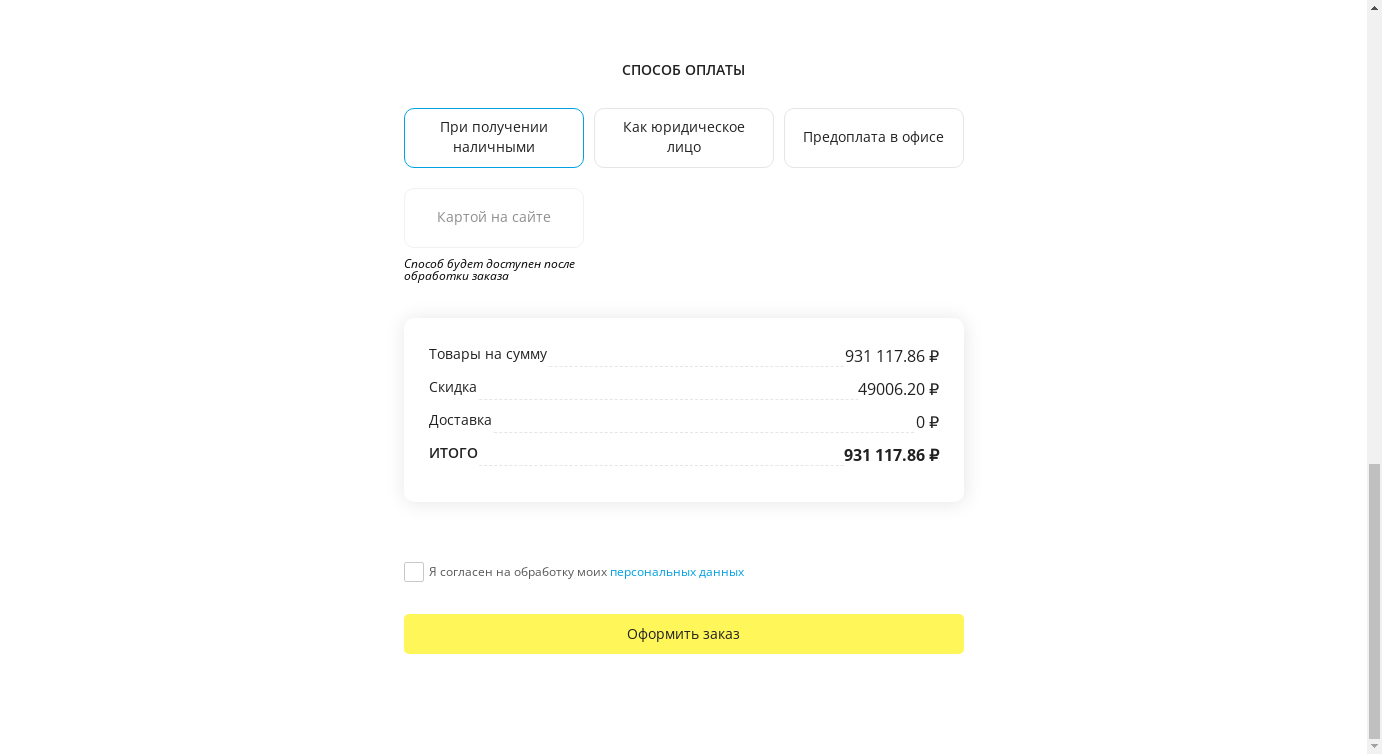 СПОСОБ ОПЛАТЫ
При получении
наличными
Как юридическое
лицо
Предоплата в офисе
Картой на сайте
Способ будет доступен после
обработки заказа
Товары на сумму 931 117.86 ₽
Скидка 49006.20 ₽
Доставка 0 ₽
ИТОГО 931 117.86 ₽
Я согласен на обработку моих персональных данных
Оформить заказ